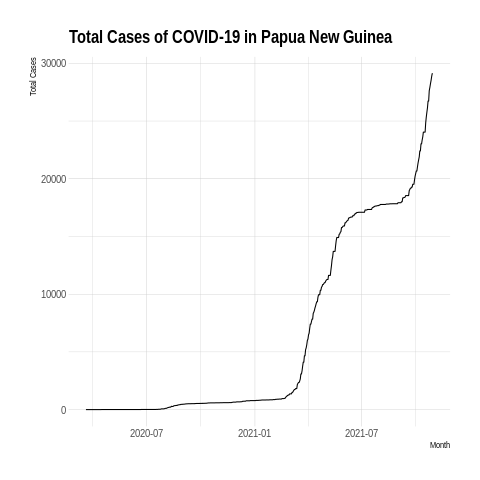 Total Cases of COVID-19 in Papua New Guinea
Total Cases
30000
20000
10000
0
2020-07
2021-01
2021-07
Month